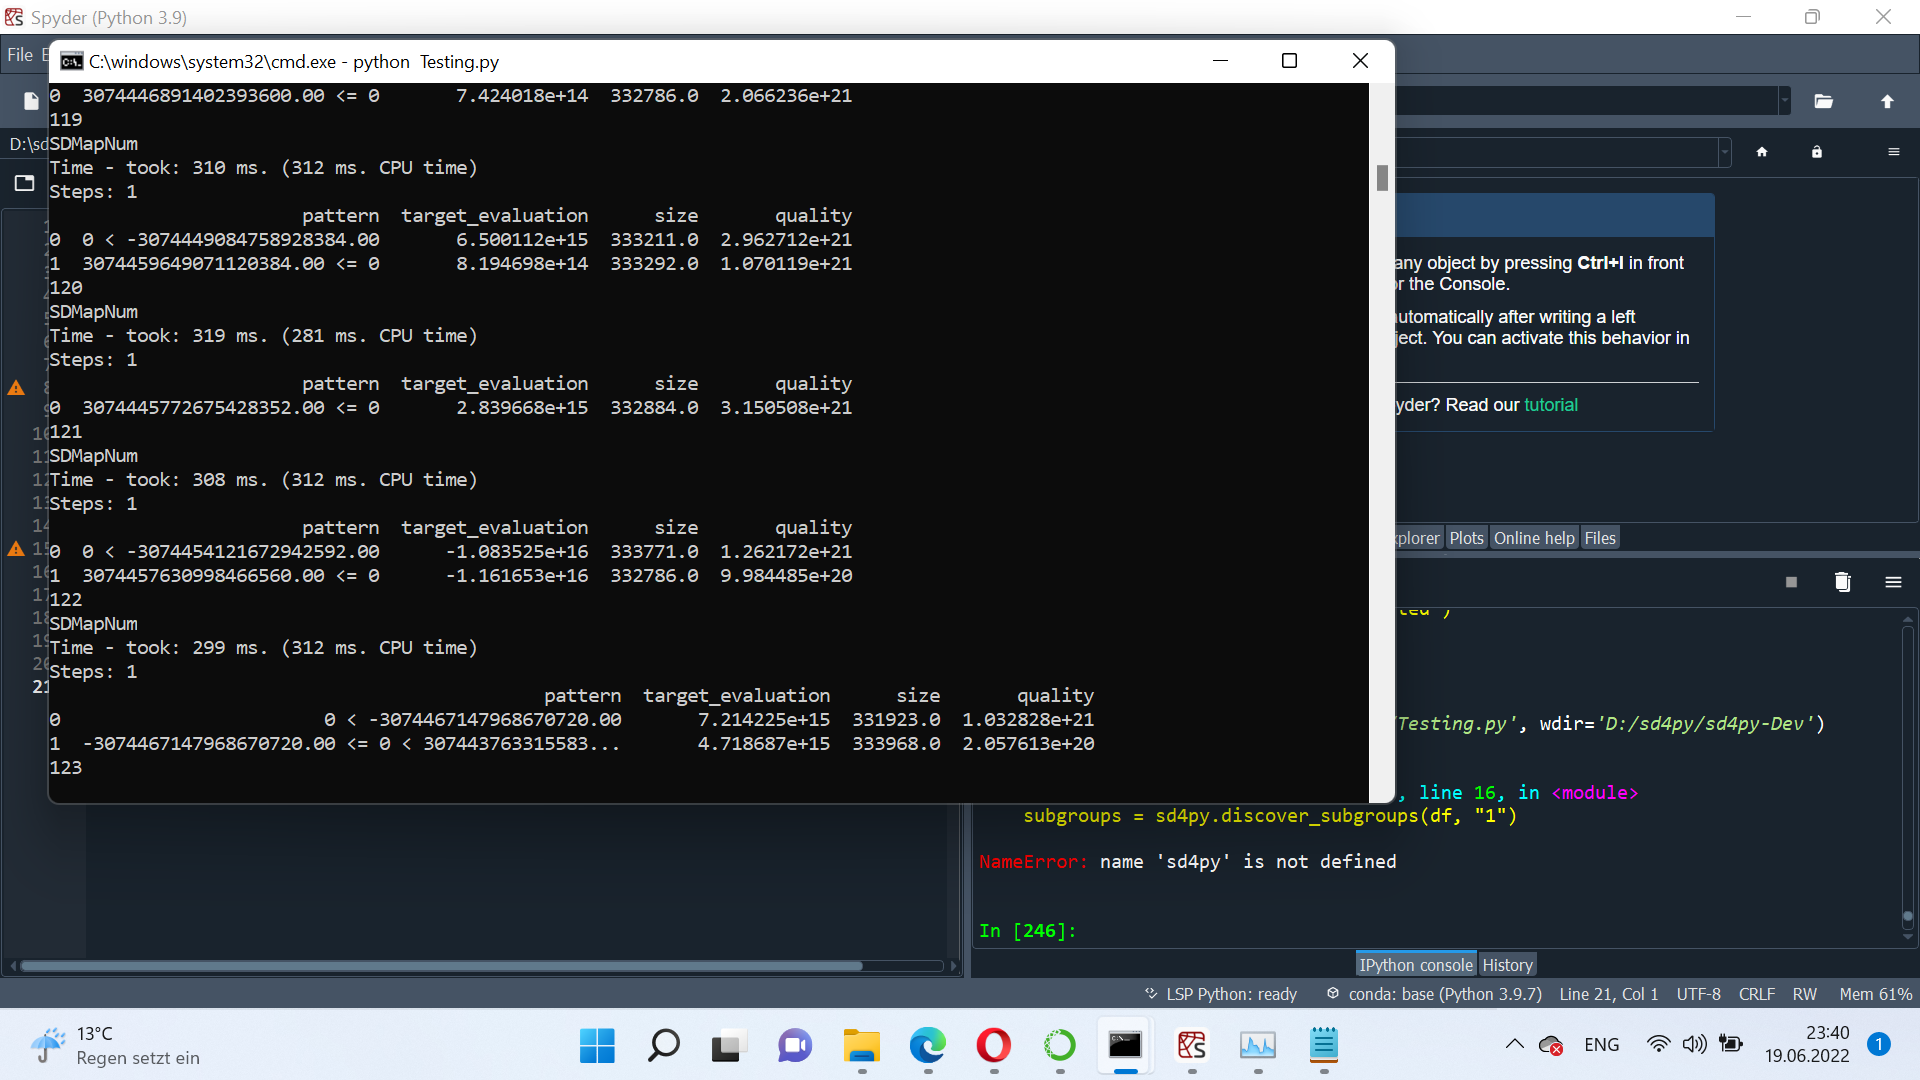 Spyder (Python 3.9)
File
C:\windows\system32\cmd.exe - python  Testing.py
D:\sd
0  3074446891402393600.00 <= 0       7.424018e+14  332786.0  2.066236e+21
119
SDMapNum
Time - took: 310 ms. (312 ms. CPU time)
Steps: 1
pattern  target_evaluation      size       quality
0  0 < -3074449084758928384.00       6.500112e+15  333211.0  2.962712e+21
1  3074459649071120384.00 <= 0       8.194698e+14  333292.0  1.070119e+21
120
SDMapNum
Time - took: 319 ms. (281 ms. CPU time)
Steps: 1
pattern  target_evaluation      size       quality
0  3074445772675428352.00 <= 0       2.839668e+15  332884.0  3.150508e+21
121
SDMapNum
Time - took: 308 ms. (312 ms. CPU time)
Steps: 1
pattern  target_evaluation      size       quality
0  0 < -3074454121672942592.00      -1.083525e+16  333771.0  1.262172e+21
1  3074457630998466560.00 <= 0      -1.161653e+16  332786.0  9.984485e+20
122
SDMapNum
Time - took: 299 ms. (312 ms. CPU time)
Steps: 1
pattern  target_evaluation      size       quality
0                        0 < -3074467147968670720.00       7.214225e+15  331923.0  1.032828e+21
1  -3074467147968670720.00 <= 0 < 307443763315583...       4.718687e+15  333968.0  2.057613e+20
123
any object by pressing Ctrl+I in front
or the Console.
automatically after writing a left
ject. You can activate this behavior in
yder? Read our tutorial
xplorer Plots Online help Files
/Testing.py', wdir='D:/sd4py/sd4py-Dev')
, line 16, in <module>
subgroups = sd4py.discover_subgroups(df, "1")
NameError: name 'sd4py' is not defined
In [246]:
IPython console History
LSP Python: ready conda: base (Python 3.9.7) Line 21, Col 1 UTF-8 CRLF RW Mem 61%
13°C
Regen setzt ein
ENG
23:40
19.06.2022
1